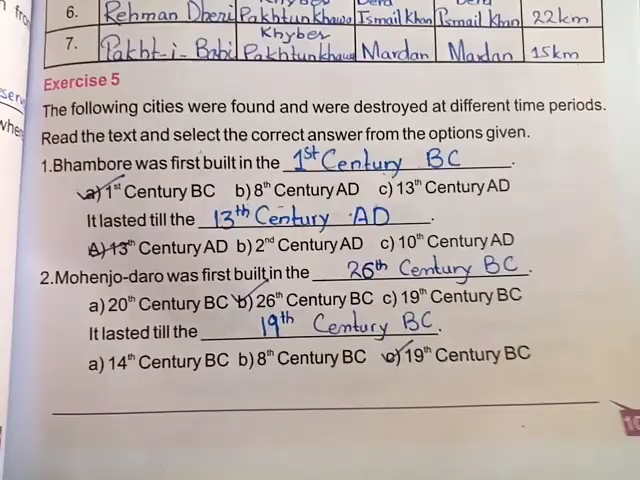 6. Rehman Dheri Pakhtunkhawa Ismail Khan Ismail Khan 22km
Khyber
7. Pakht-i-Babi Pakhtunkhawa Mardan Mardan 15km
Exercise 5
The following cities were found and were destroyed at different time periods.
Read the text and select the correct answer from the options given.
1.Bhambore was first built in the 1st Century BC.
a) 1st Century BC b) 8th Century AD c) 13th Century AD
It lasted till the 13th Century AD.
A) 13th Century AD b) 2nd Century AD c) 10th Century AD
2.Mohenjo-daro was first built in the 26th Century BC.
a) 20th Century BC b) 26th Century BC c) 19th Century BC
It lasted till the 19th Century BC.
a) 14th Century BC b) 8th Century BC c) 19th Century BC